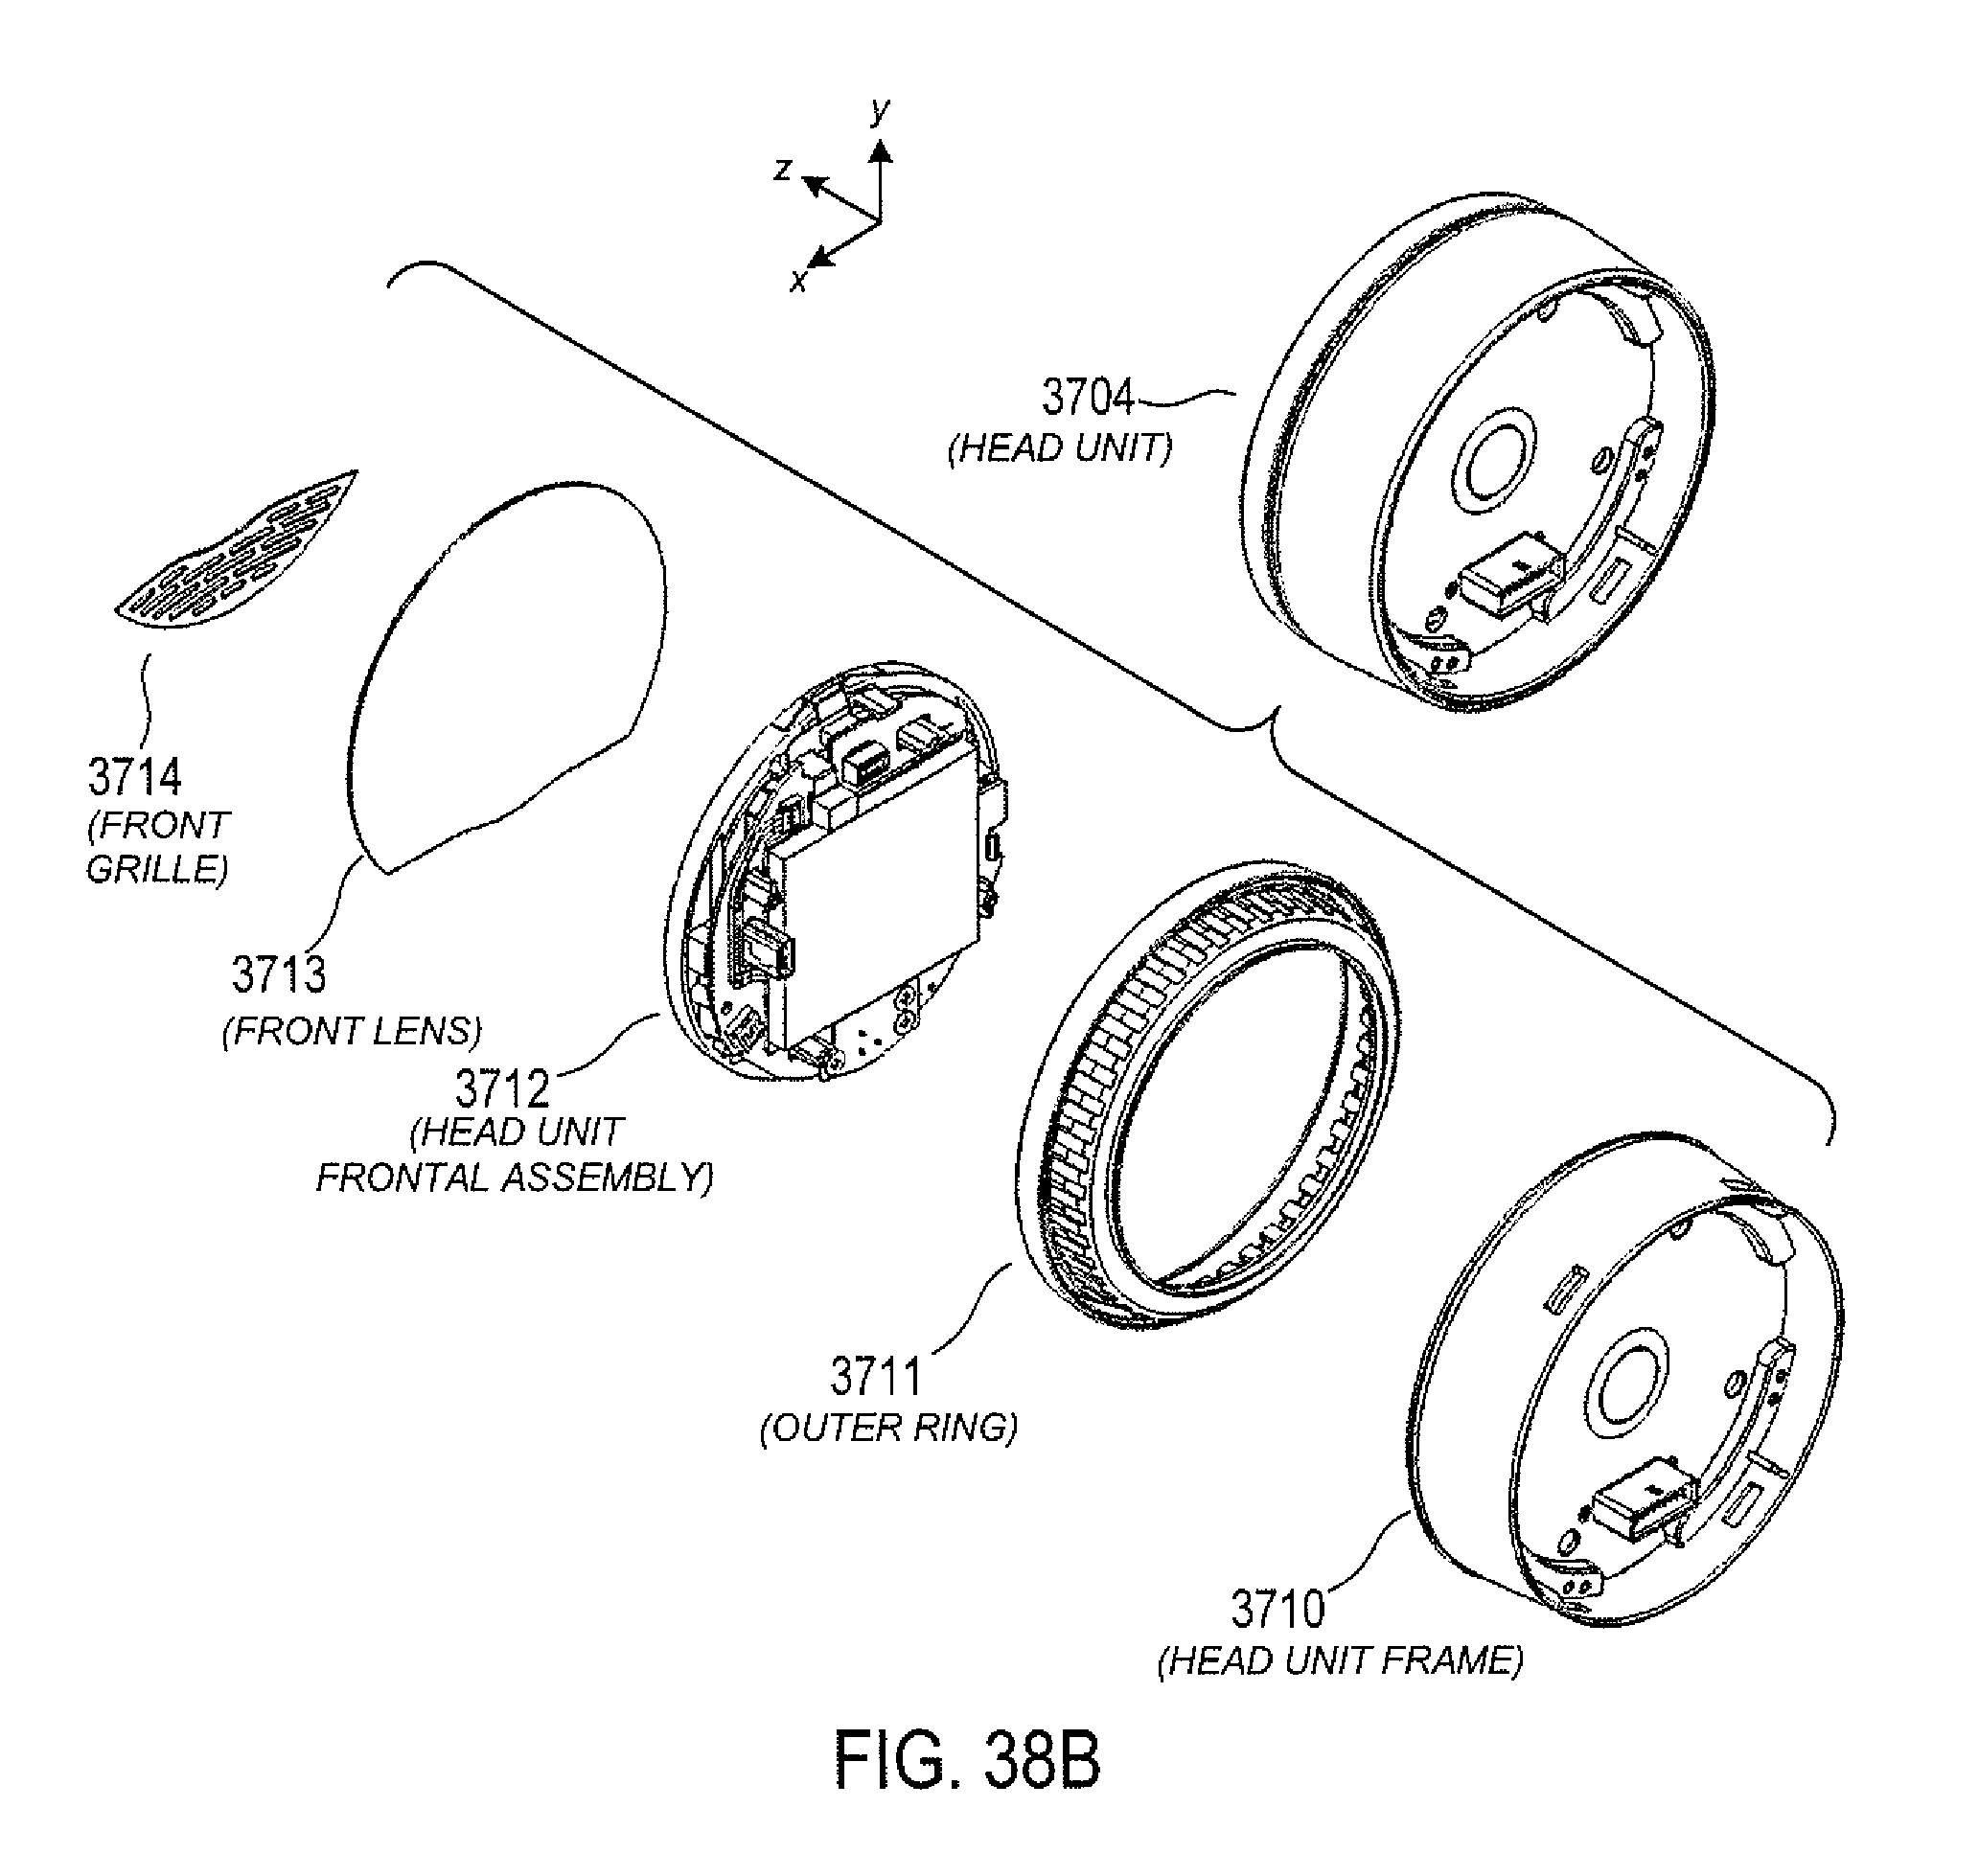 y
z
x
3704
(HEAD UNIT)
3714
(FRONT
GRILLE)
3713
(FRONT LENS)
3712
(HEAD UNIT
FRONTAL ASSEMBLY)
3711
(OUTER RING)
3710
(HEAD UNIT FRAME)
FIG. 38B